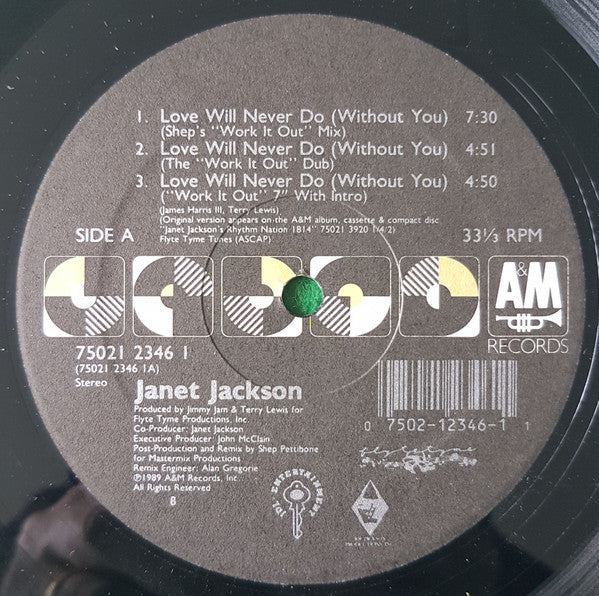 1. Love Will Never Do (Without You) 7:30
(Shep's "Work It Out" Mix)
2. Love Will Never Do (Without You) 4:51
(The "Work It Out" Dub)
3. Love Will Never Do (Without You) 4:50
("Work It Out" 7" With Intro)
(James Harris III, Terry Lewis)
(Original version appears on the A&M album, cassette & compact disc
"Janet Jackson's Rhythm Nation 1814" 75021 3920 1/4/2)
Flyte Tyme Tunes (ASCAP)
SIDE A 33⅓ RPM
A&M
RECORDS
75021 2346 1
(75021 2346 1A)
Stereo
Janet Jackson
Produced by Jimmy Jam & Terry Lewis for
Flyte Tyme Productions, Inc.
Co-Producer: Janet Jackson
Executive Producer: John McClain
Post-Production and Remix by Shep Pettibone
for Mastermix Productions
Remix Engineer: Alan Gregorie
℗1989 A&M Records, Inc.
All Rights Reserved
B
0 7502-12346-1 1
JDJ ENTERTAINMENT